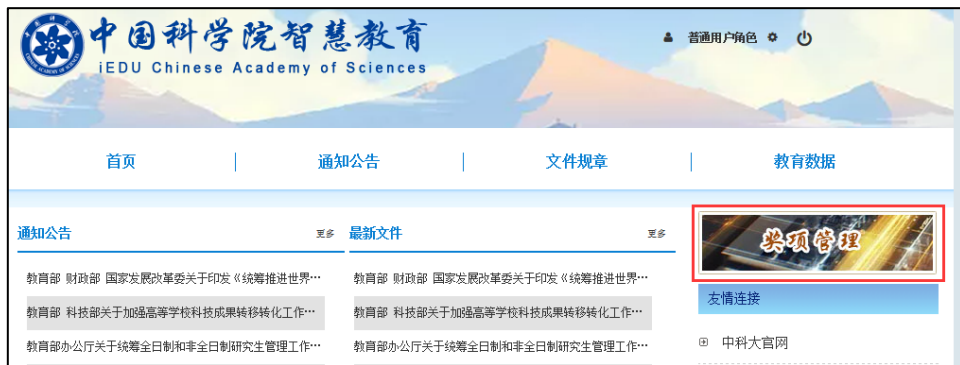 中国科学院智慧教育
iEDU Chinese Academy of Sciences
普通用户角色
首页 通知公告 文件规章 教育数据
通知公告 更多 最新文件 更多
奖项管理
教育部 财政部 国家发展改革委关于印发《统筹推进世界… 教育部 财政部 国家发展改革委关于印发《统筹推进世界…
友情连接
教育部 科技部关于加强高等学校科技成果转移转化工作… 教育部 科技部关于加强高等学校科技成果转移转化工作…
教育部办公厅关于统筹全日制和非全日制研究生管理工作… 教育部办公厅关于统筹全日制和非全日制研究生管理工作…
中科大官网